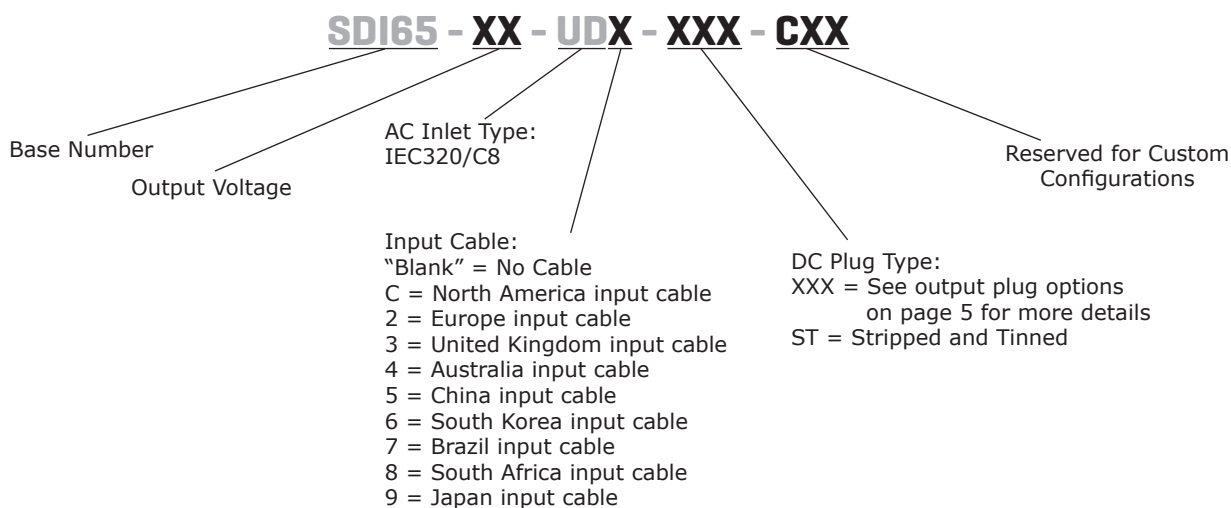 SDI65 - XX - UDX - XXX - CXX
Base Number
Output Voltage
AC Inlet Type:
IEC320/C8
Input Cable:
“Blank” = No Cable
C = North America input cable
2 = Europe input cable
3 = United Kingdom input cable
4 = Australia input cable
5 = China input cable
6 = South Korea input cable
7 = Brazil input cable
8 = South Africa input cable
9 = Japan input cable
DC Plug Type:
XXX = See output plug options
on page 5 for more details
ST = Stripped and Tinned
Reserved for Custom
Configurations